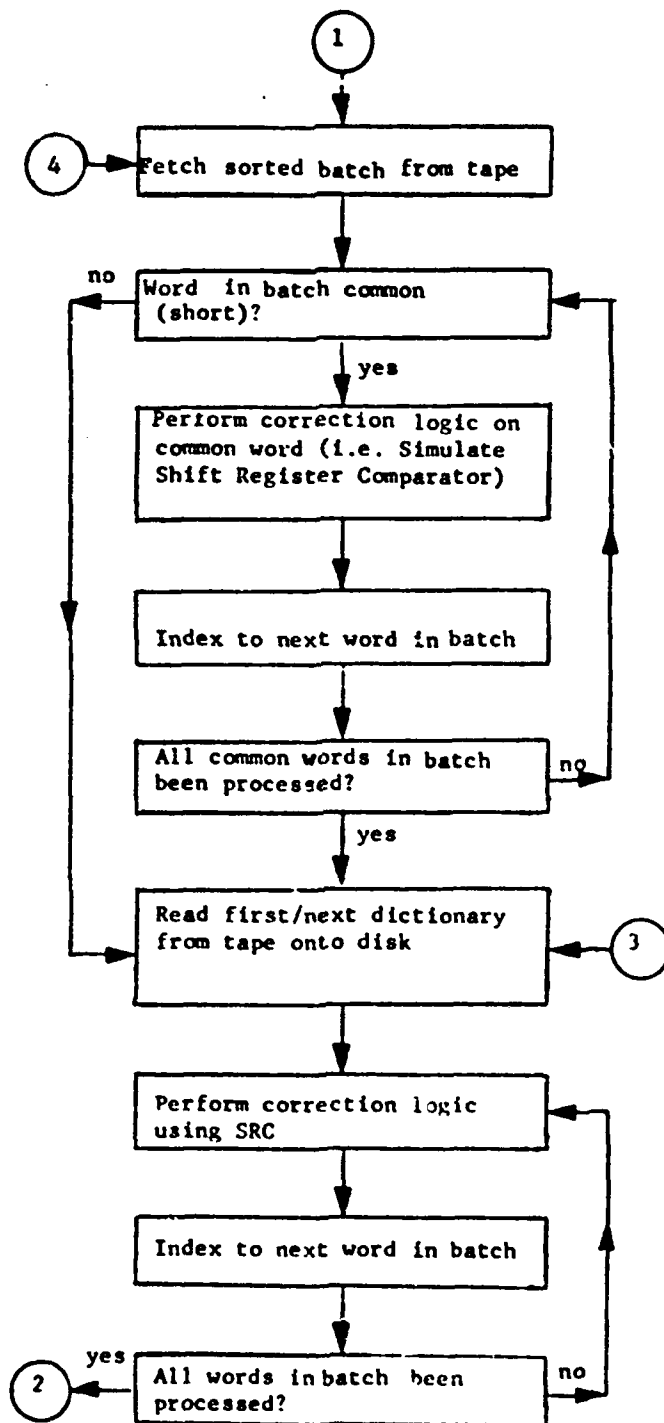 1
4
Fetch sorted batch from tape
no
Word in batch common
(short)?
yes
Perform correction logic on
common word (i.e. Simulate
Shift Register Comparator)
Index to next word in batch
All common words in batch
been processed?
no
yes
Read first/next dictionary
from tape onto disk
3
Perform correction logic
using SRC
Index to next word in batch
yes
2
All words in batch been
processed?
no